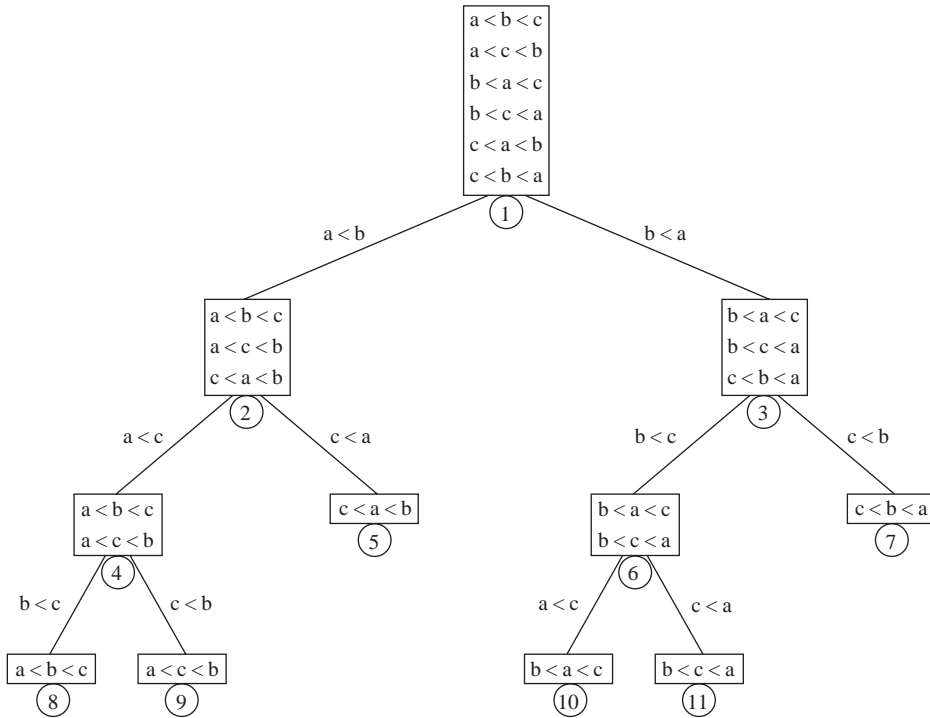 a < b < c
a < c < b
b < a < c
b < c < a
c < a < b
c < b < a
1
a < b
b < a
a < b < c
a < c < b
c < a < b
2
b < a < c
b < c < a
c < b < a
3
a < c
c < a
b < c
c < b
a < b < c
a < c < b
4
c < a < b
5
b < a < c
b < c < a
6
c < b < a
7
b < c
c < b
a < c
c < a
a < b < c
8
a < c < b
9
b < a < c
10
b < c < a
11